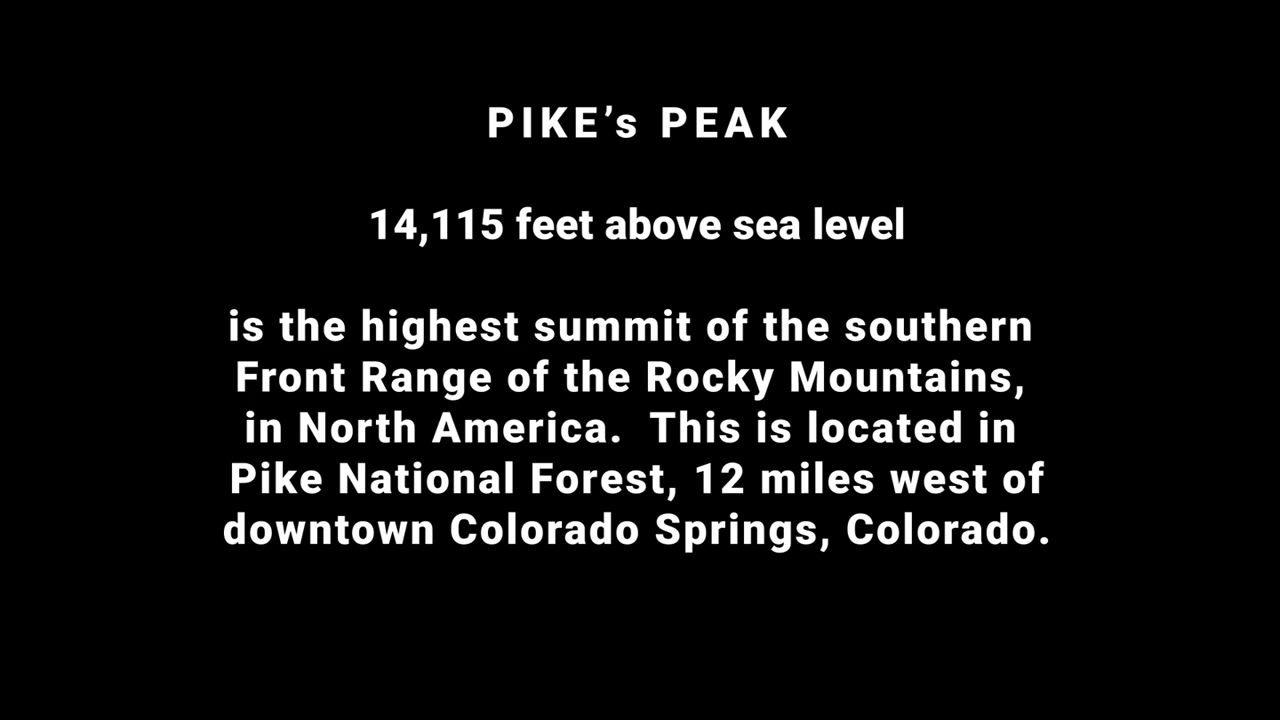 PIKE’s PEAK
14,115 feet above sea level
is the highest summit of the southern
Front Range of the Rocky Mountains,
in North America.  This is located in
Pike National Forest, 12 miles west of
downtown Colorado Springs, Colorado.